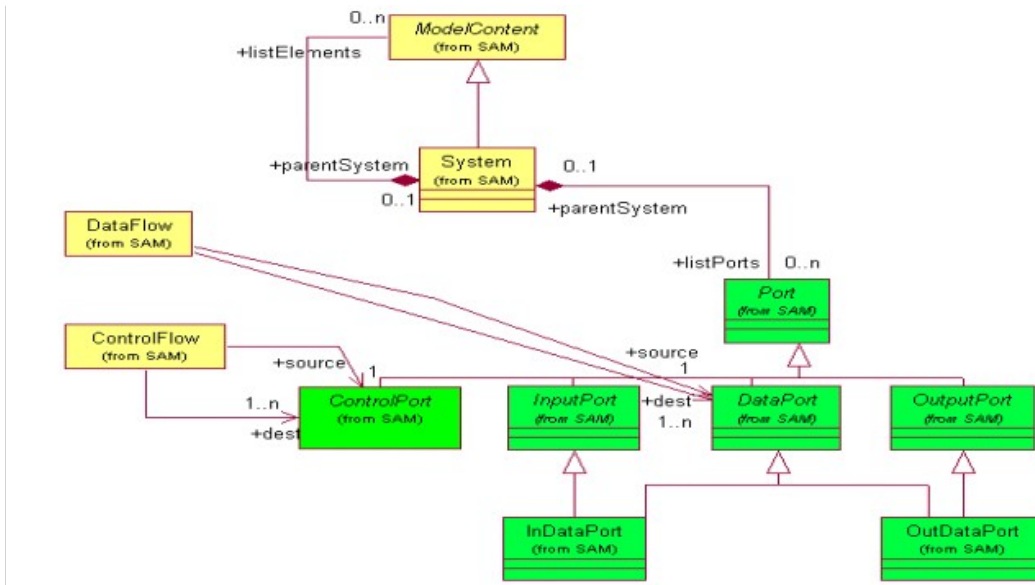 0..n
ModelContent
(from SAM)
+listElements
+parentSystem
System
(from SAM)
0..1
0..1
+parentSystem
DataFlow
(from SAM)
+listPorts
0..n
Port
(from SAM)
ControlFlow
(from SAM)
+source
1
+source
1
ControlPort
(from SAM)
1..n
+dest
InputPort
(from SAM)
+dest
1..n
DataPort
(from SAM)
OutputPort
(from SAM)
InDataPort
(from SAM)
OutDataPort
(from SAM)